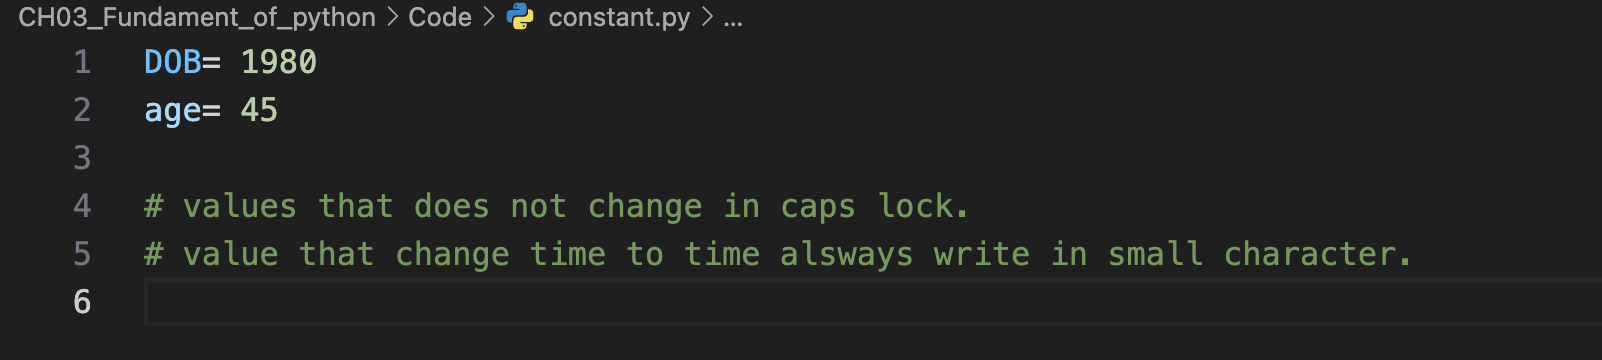 CH03_Fundament_of_python > Code > constant.py > ...
1 DOB= 1980
2 age= 45
3
4 # values that does not change in caps lock.
5 # value that change time to time alsways write in small character.
6